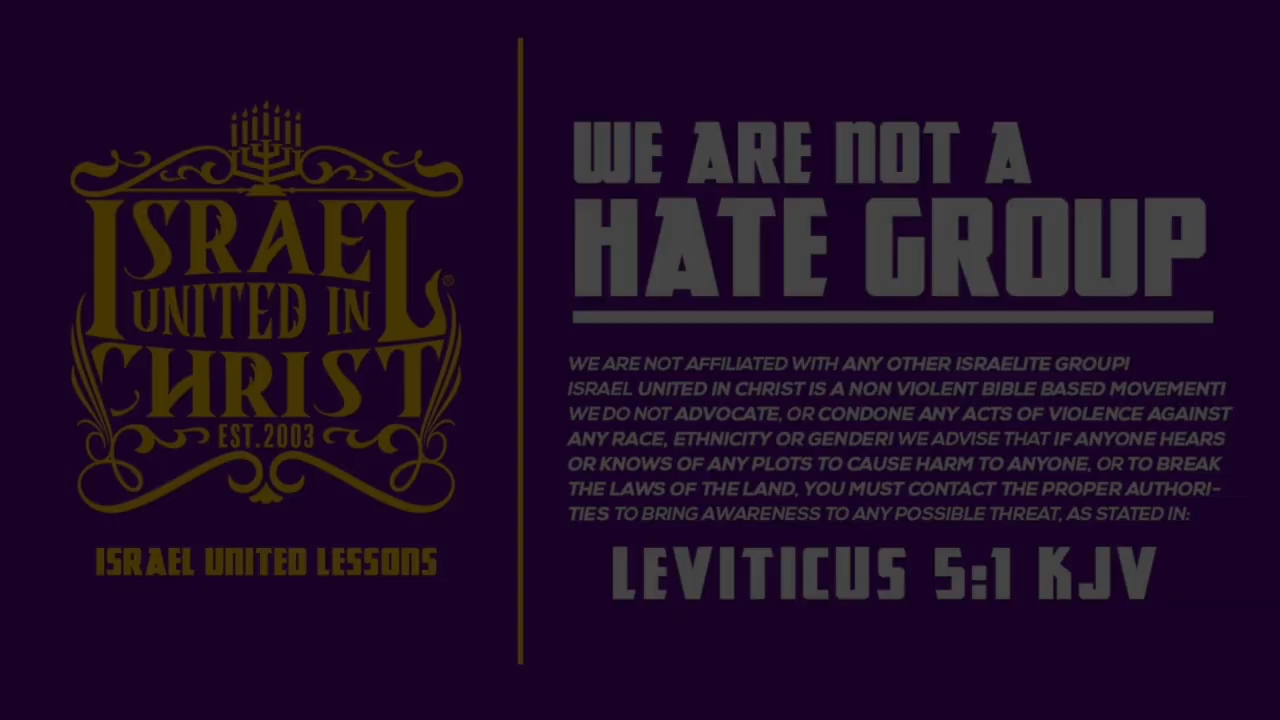 ISRAEL
UNITED IN
CHRIST
EST.2003
ISRAEL UNITED LESSONS
WE ARE NOT A
HATE GROUP
WE ARE NOT AFFILIATED WITH ANY OTHER ISRAELITE GROUP!
ISRAEL UNITED IN CHRIST IS A NON VIOLENT BIBLE BASED MOVEMENT!
WE DO NOT ADVOCATE, OR CONDONE ANY ACTS OF VIOLENCE AGAINST
ANY RACE, ETHNICITY OR GENDER! WE ADVISE THAT IF ANYONE HEARS
OR KNOWS OF ANY PLOTS TO CAUSE HARM TO ANYONE, OR TO BREAK
THE LAWS OF THE LAND, YOU MUST CONTACT THE PROPER AUTHORI-
TIES TO BRING AWARENESS TO ANY POSSIBLE THREAT, AS STATED IN:
LEVITICUS 5:1 KJV